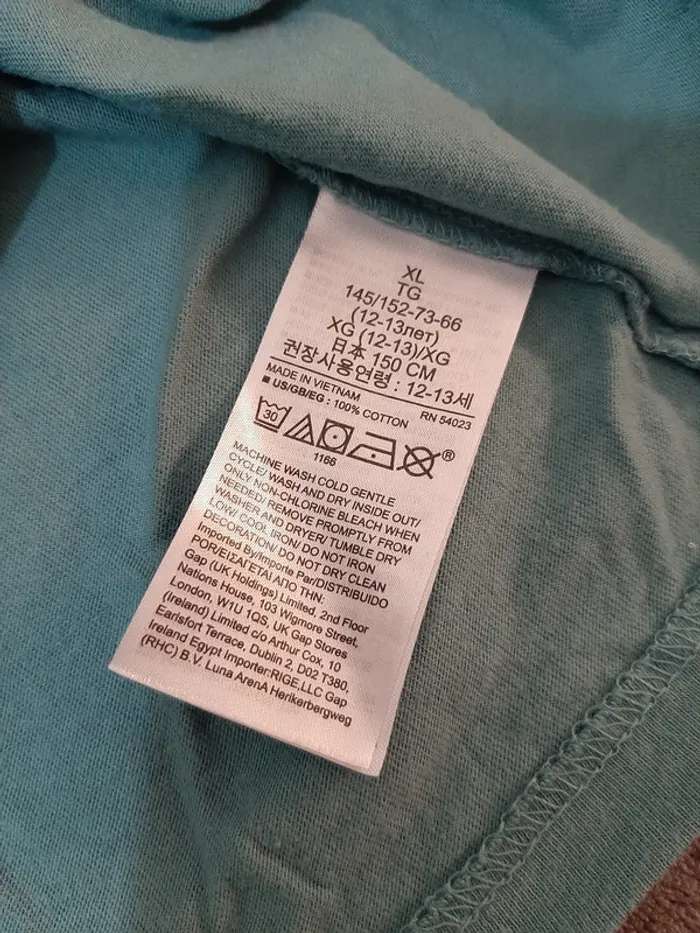 XL
TG
145/152-73-66
(12-13лет)
XG (12-13)/XG
日本 150 CM
권장사용연령 : 12-13세
MADE IN VIETNAM
RN 54023
■ US/GB/EG : 100% COTTON
30
®
1166
MACHINE WASH COLD GENTLE
CYCLE/ WASH AND DRY INSIDE OUT/
ONLY NON-CHLORINE BLEACH WHEN
NEEDED/ REMOVE PROMPTLY FROM
WASHER AND DRYER/ TUMBLE DRY
LOW/ COOL IRON/ DO NOT IRON
DECORATION/ DO NOT DRY CLEAN
Imported By/Importe Par/DISTRIBUIDO
POR/ΕΙΣΑΓΕΤΑΙ ΑΠΟ ΤΗΝ:
Gap (UK Holdings) Limited, 2nd Floor
Nations House, 103 Wigmore Street,
London, W1U 1QS, UK Gap Stores
(Ireland) Limited c/o Arthur Cox, 10
Earlsfort Terrace, Dublin 2, D02 T380,
Ireland Egypt Importer:RIGE,LLC Gap
(RHC) B.V. Luna ArenA Herikerbergweg